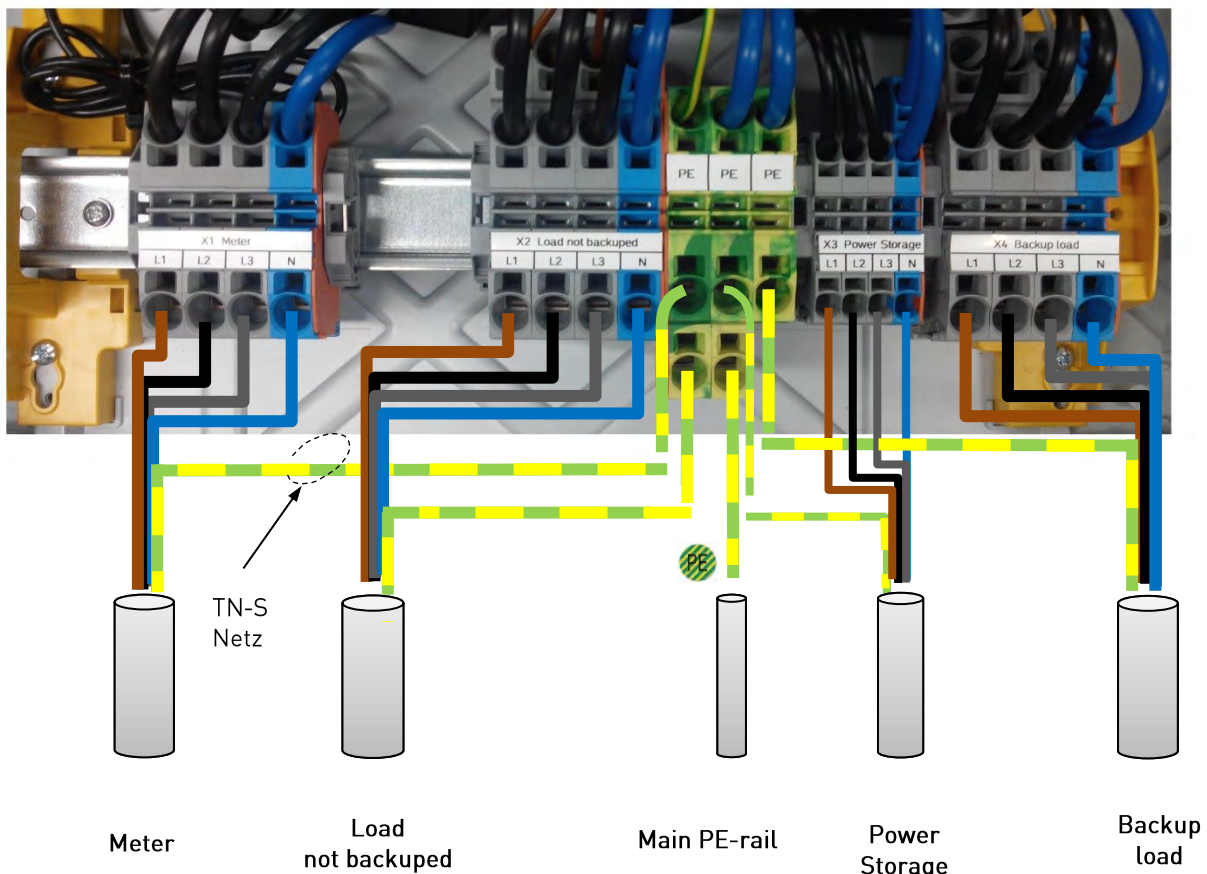 PE PE PE
X1 Meter
L1 L2 L3 N
X2 Load not backuped
L1 L2 L3 N
X3 Power Storage
L1 L2 L3 N
X4 Backup load
L1 L2 L3 N
PE
TN-S
Netz
Meter
Load
not backuped
Main PE-rail
Power
Storage
Backup
load